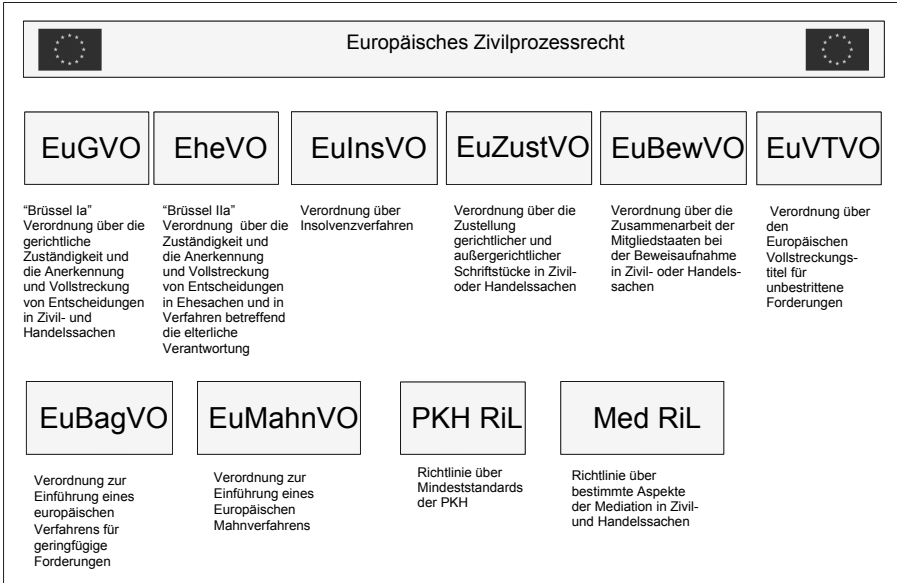 Europäisches Zivilprozessrecht
EuGVO
"Brüssel Ia"
Verordnung über die
gerichtliche
Zuständigkeit und
die Anerkennung
und Vollstreckung
von Entscheidungen
in Zivil- und
Handelssachen
EheVO
"Brüssel IIa"
Verordnung über die
Zuständigkeit und
die Anerkennung
und Vollstreckung
von Entscheidungen
in Ehesachen und in
Verfahren betreffend
die elterliche
Verantwortung
EuInsVO
Verordnung über
Insolvenzverfahren
EuZustVO
Verordnung über die
Zustellung
gerichtlicher und
außergerichtlicher
Schriftstücke in Zivil-
oder Handelssachen
EuBewVO
Verordnung über die
Zusammenarbeit der
Mitgliedstaaten bei
der Beweisaufnahme
in Zivil- oder Handels-
sachen
EuVTVO
Verordnung über
den
Europäischen
Vollstreckungs-
titel für
unbestrittene
Forderungen
EuBagVO
Verordnung zur
Einführung eines
europäischen
Verfahrens für
geringfügige
Forderungen
EuMahnVO
Verordnung zur
Einführung eines
Europäischen
Mahnverfahrens
PKH RiL
Richtlinie über
Mindeststandards
der PKH
Med RiL
Richtlinie über
bestimmte Aspekte
der Mediation in Zivil-
und Handelssachen